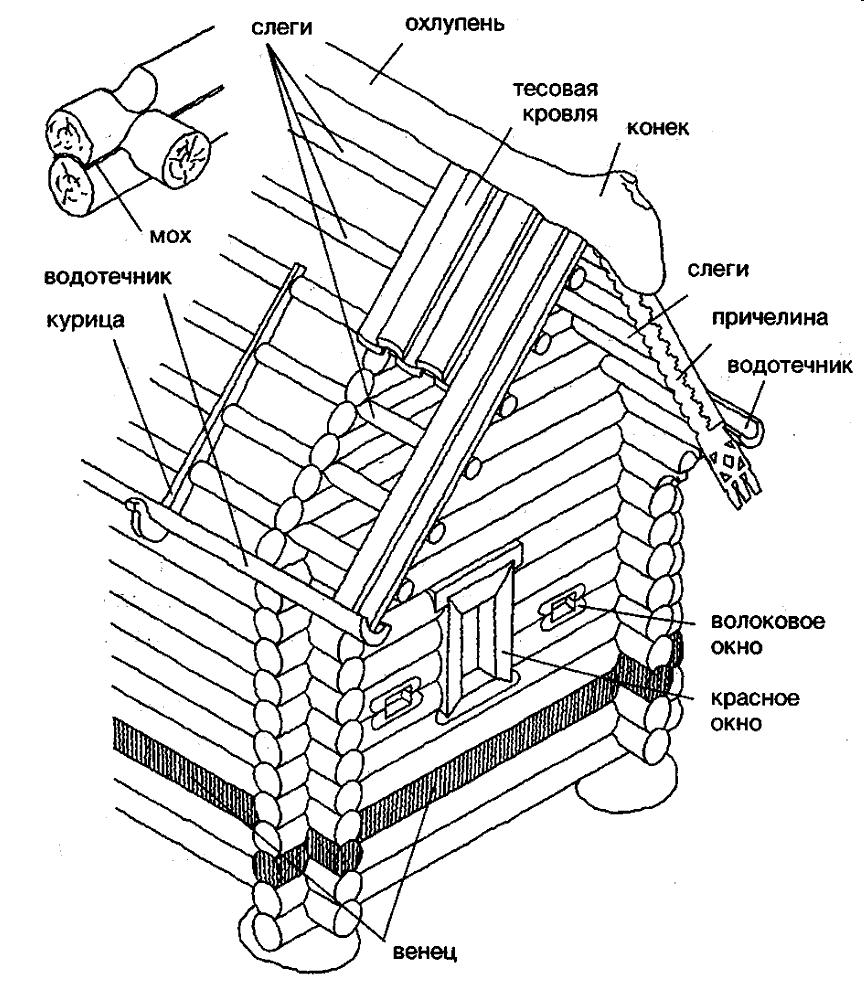 слеги
охлупень
тесовая
кровля
конек
мох
водотечник
курица
слеги
причелина
водотечник
волоковое
окно
красное
окно
венец